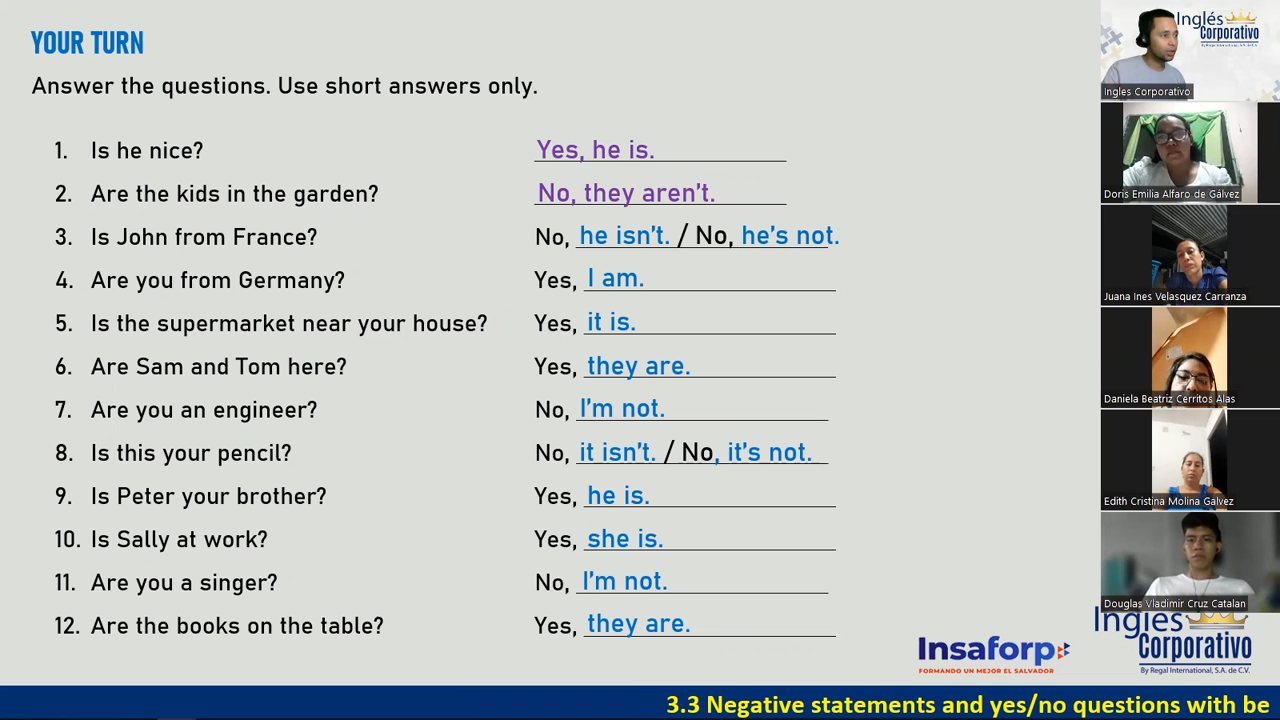 YOUR TURN
Answer the questions. Use short answers only.
1. Is he nice? Yes, he is.
2. Are the kids in the garden? No, they aren't.
3. Is John from France? No, he isn't. / No, he's not.
4. Are you from Germany? Yes, I am.
5. Is the supermarket near your house? Yes, it is.
6. Are Sam and Tom here? Yes, they are.
7. Are you an engineer? No, I'm not.
8. Is this your pencil? No, it isn't. / No, it's not.
9. Is Peter your brother? Yes, he is.
10. Is Sally at work? Yes, she is.
11. Are you a singer? No, I'm not.
12. Are the books on the table? Yes, they are.
Insaforp
FORMANDO UN MEJOR EL SALVADOR
Inglés
Corporativo
By Regal International, S.A. de C.V.
3.3 Negative statements and yes/no questions with be
Inglés
Corporativo
By Regal International, S.A. de C.V.
Ingles Corporativo
Doris Emilia Alfaro de Gálvez
Juana Ines Velasquez Carranza
Daniela Beatriz Cerritos Alas
Edith Cristina Molina Galvez
Douglas Vladimir Cruz Catalan